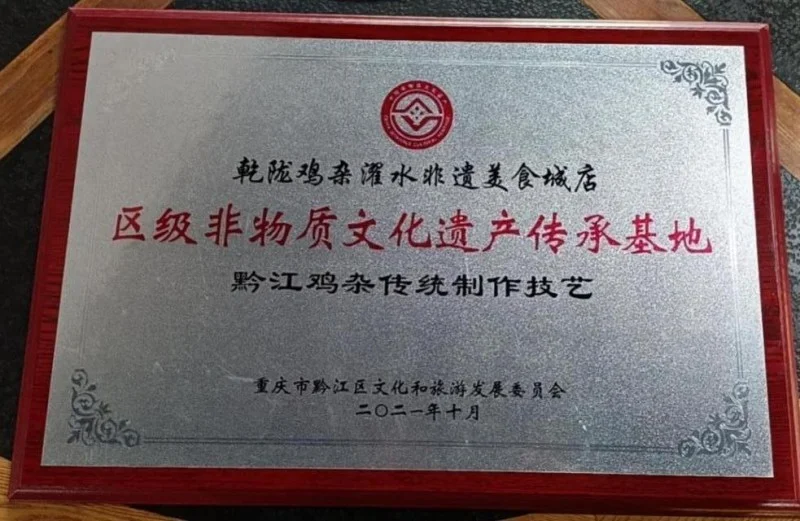 乾陇鸡杂濯水非遗美食城店
区级非物质文化遗产传承基地
黔江鸡杂传统制作技艺
重庆市黔江区文化和旅游发展委员会
二〇二一年十月